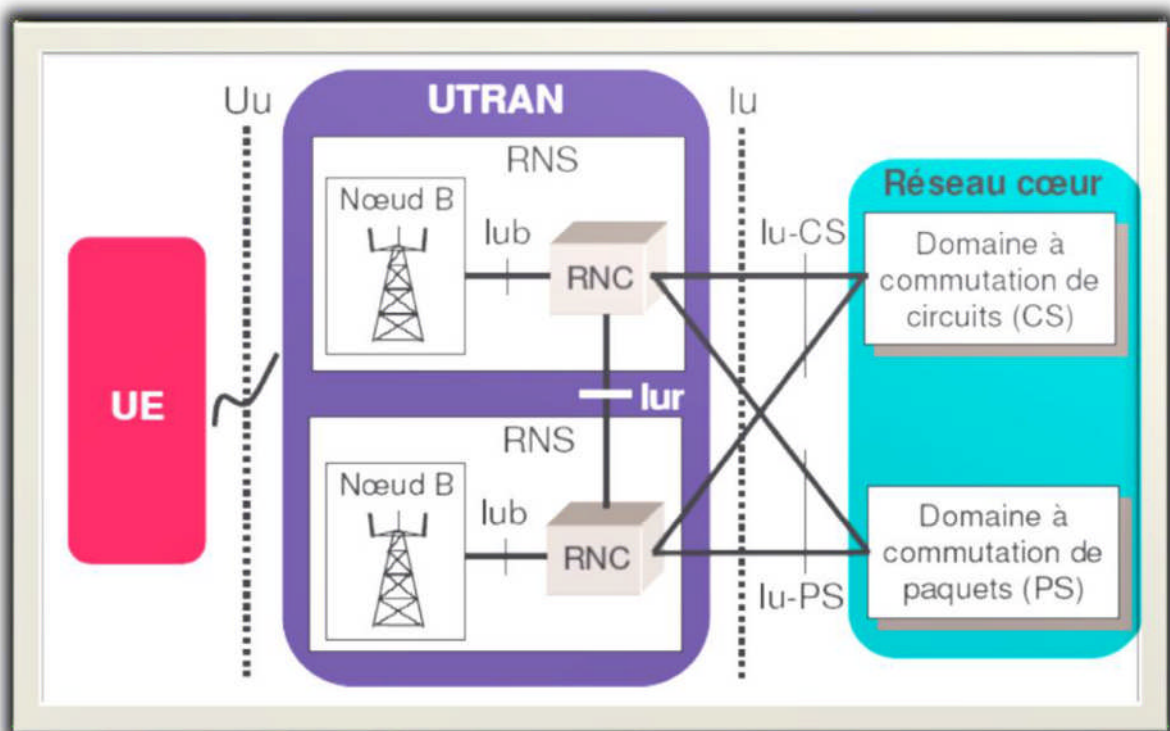 Uu
UTRAN
Iu
RNS
Nœud B
Iub
RNC
Iu-CS
Réseau cœur
Domaine à
commutation de
circuits (CS)
UE
Iur
RNS
Nœud B
Iub
RNC
Iu-PS
Domaine à
commutation de
paquets (PS)